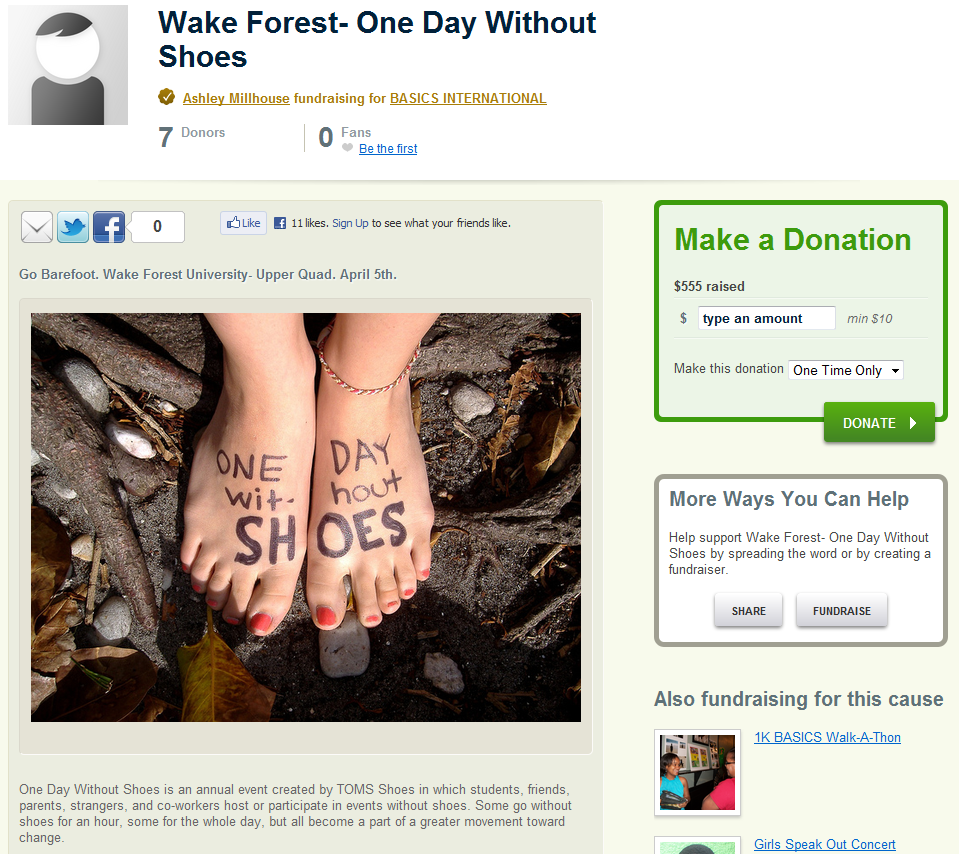 Wake Forest- One Day Without
Shoes
Ashley Millhouse fundraising for BASICS INTERNATIONAL
7 Donors
0 Fans
Be the first
0
Like
11 likes. Sign Up to see what your friends like.
Go Barefoot. Wake Forest University- Upper Quad. April 5th.
ONE DAY
wit- hout
SHOES
One Day Without Shoes is an annual event created by TOMS Shoes in which students, friends,
parents, strangers, and co-workers host or participate in events without shoes. Some go without
shoes for an hour, some for the whole day, but all become a part of a greater movement toward
change.
Make a Donation
$555 raised
$ type an amount min $10
Make this donation One Time Only
DONATE
More Ways You Can Help
Help support Wake Forest- One Day Without
Shoes by spreading the word or by creating a
fundraiser.
SHARE FUNDRAISE
Also fundraising for this cause
1K BASICS Walk-A-Thon
Girls Speak Out Concert